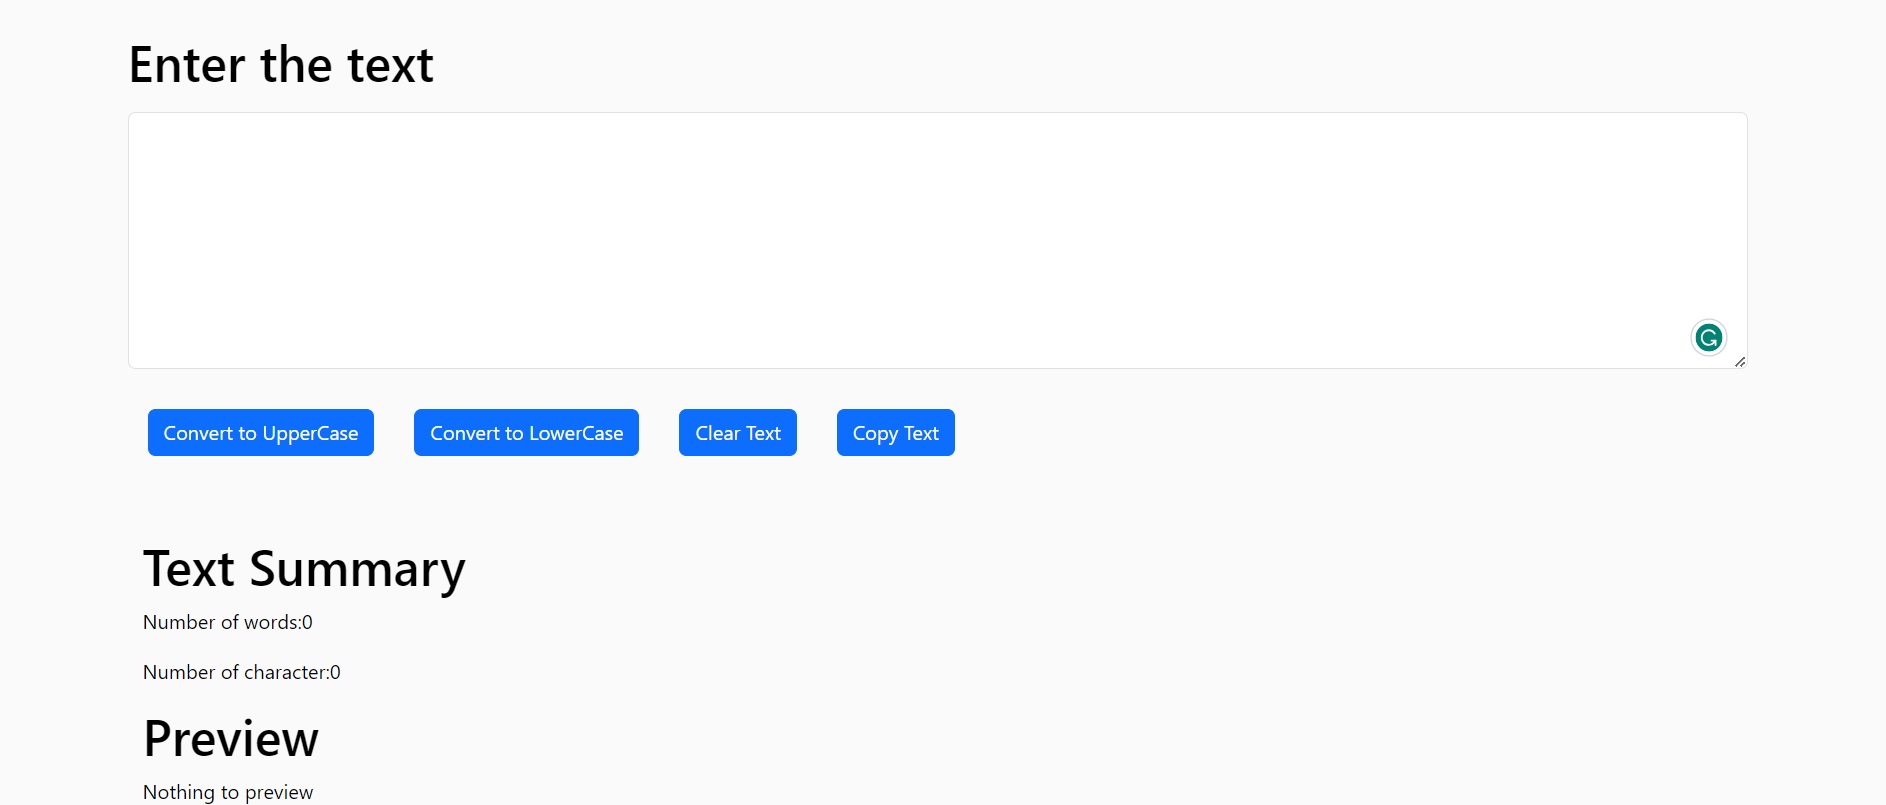 Enter the text
Convert to UpperCase Convert to LowerCase Clear Text Copy Text
Text Summary
Number of words:0
Number of character:0
Preview
Nothing to preview